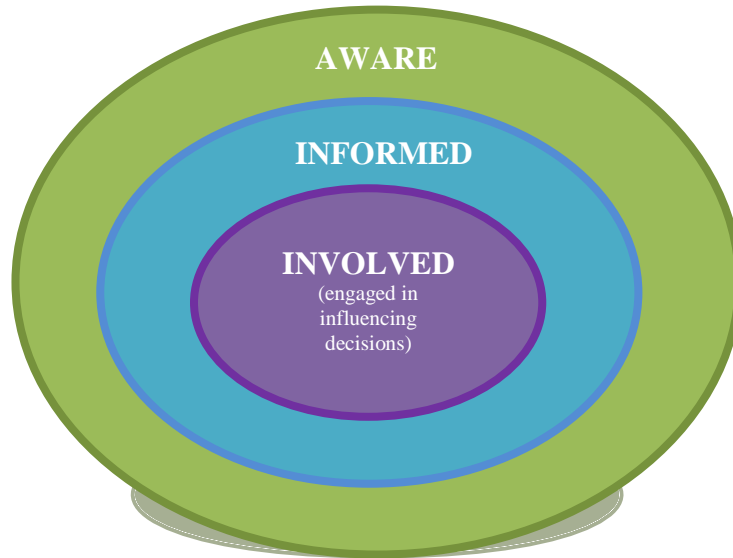 AWARE
INFORMED
INVOLVED
(engaged in
influencing
decisions)